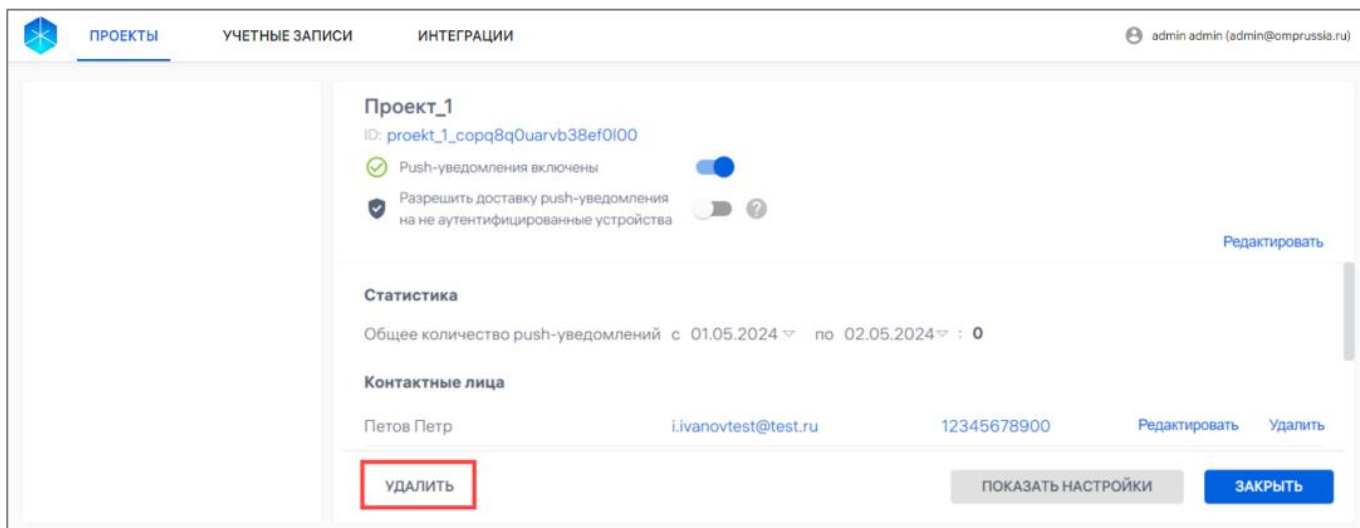 ПРОЕКТЫ УЧЕТНЫЕ ЗАПИСИ ИНТЕГРАЦИИ admin admin (admin@omprussia.ru)
Проект_1
ID: proekt_1_copq8q0uarvb38ef0l00
Push-уведомления включены
Разрешить доставку push-уведомления
на не аутентифицированные устройства ?
Редактировать
Статистика
Общее количество push-уведомлений с 01.05.2024 по 02.05.2024 : 0
Контактные лица
Петов Петр i.ivanovtest@test.ru 12345678900 Редактировать Удалить
УДАЛИТЬ ПОКАЗАТЬ НАСТРОЙКИ ЗАКРЫТЬ